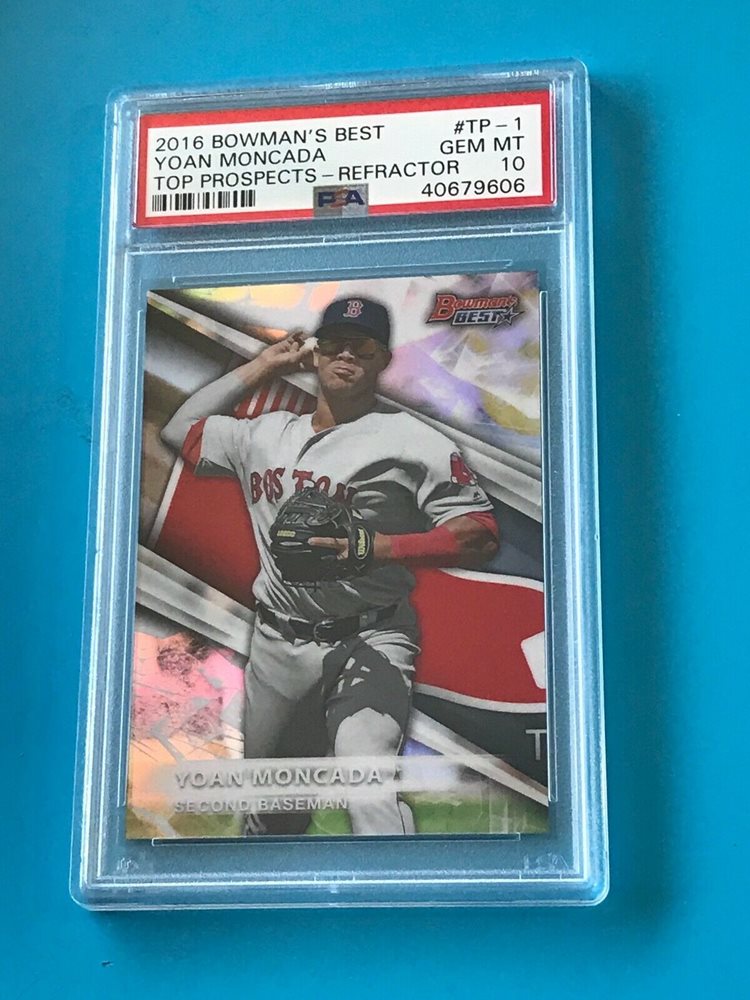 2016 BOWMAN'S BEST #TP-1
YOAN MONCADA GEM MT
TOP PROSPECTS-REFRACTOR 10
PSA 40679606
Bowman's
BEST
B
BOSTON
Wilson
T
YOAN MONCADA
SECOND BASEMAN